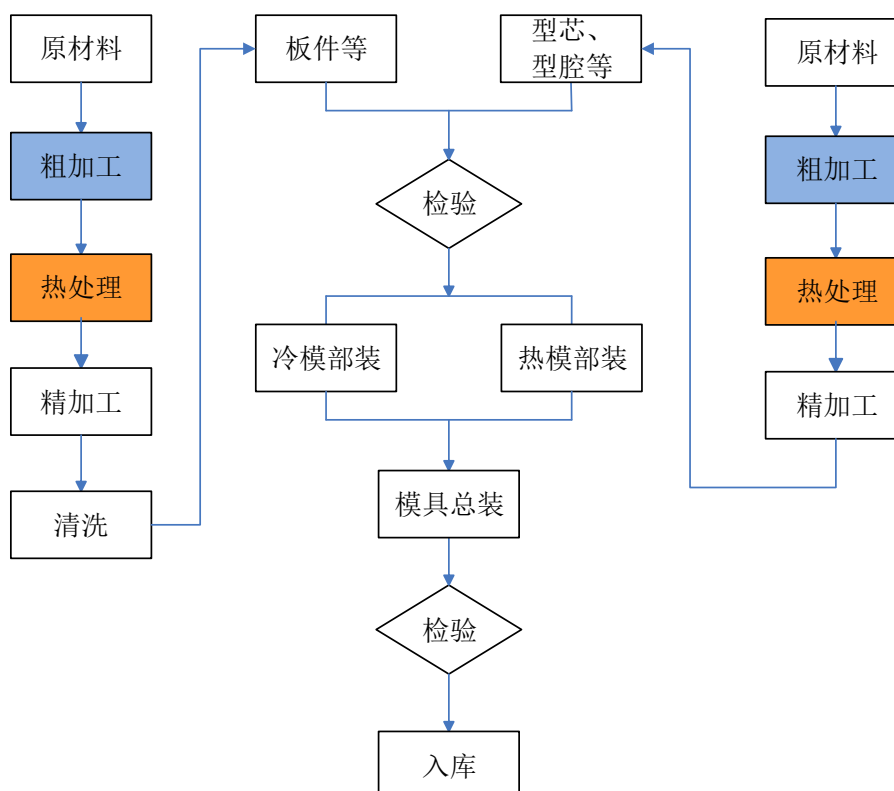 原材料
粗加工
热处理
精加工
清洗
板件等
型芯、
型腔等
检验
冷模部装
热模部装
模具总装
检验
入库
原材料
粗加工
热处理
精加工